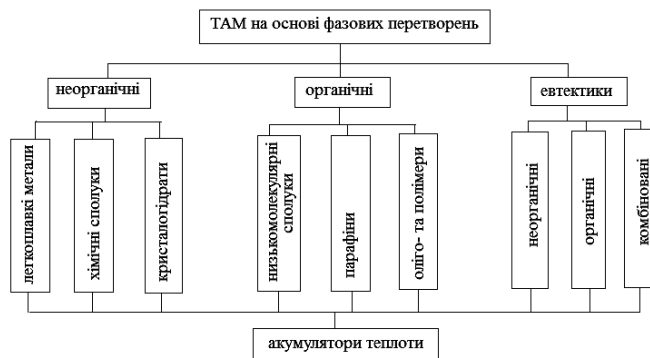 ТАМ на основі фазових перетворень
неорганічні
органічні
евтектики
легкоплавкі метали
хімічні сполуки
кристалогідрати
низькомолекулярні
сполуки
парафіни
оліго- та полімери
неорганічні
органічні
комбіновані
акумулятори теплоти